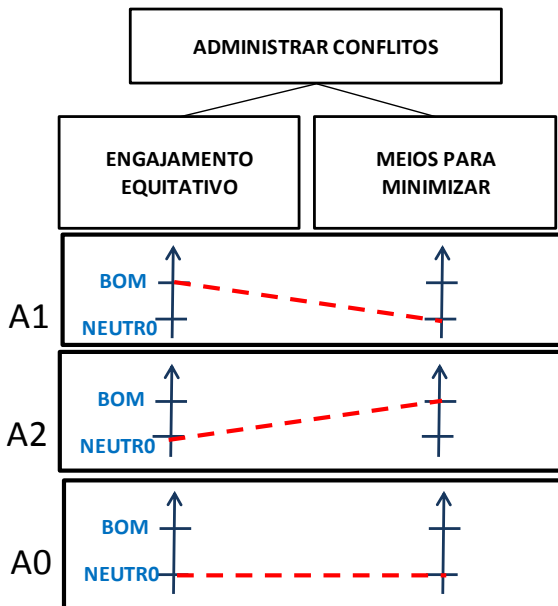 ADMINISTRAR CONFLITOS
ENGAJAMENTO
EQUITATIVO
MEIOS PARA
MINIMIZAR
A1
BOM
NEUTR0
A2
BOM
NEUTR0
A0
BOM
NEUTR0